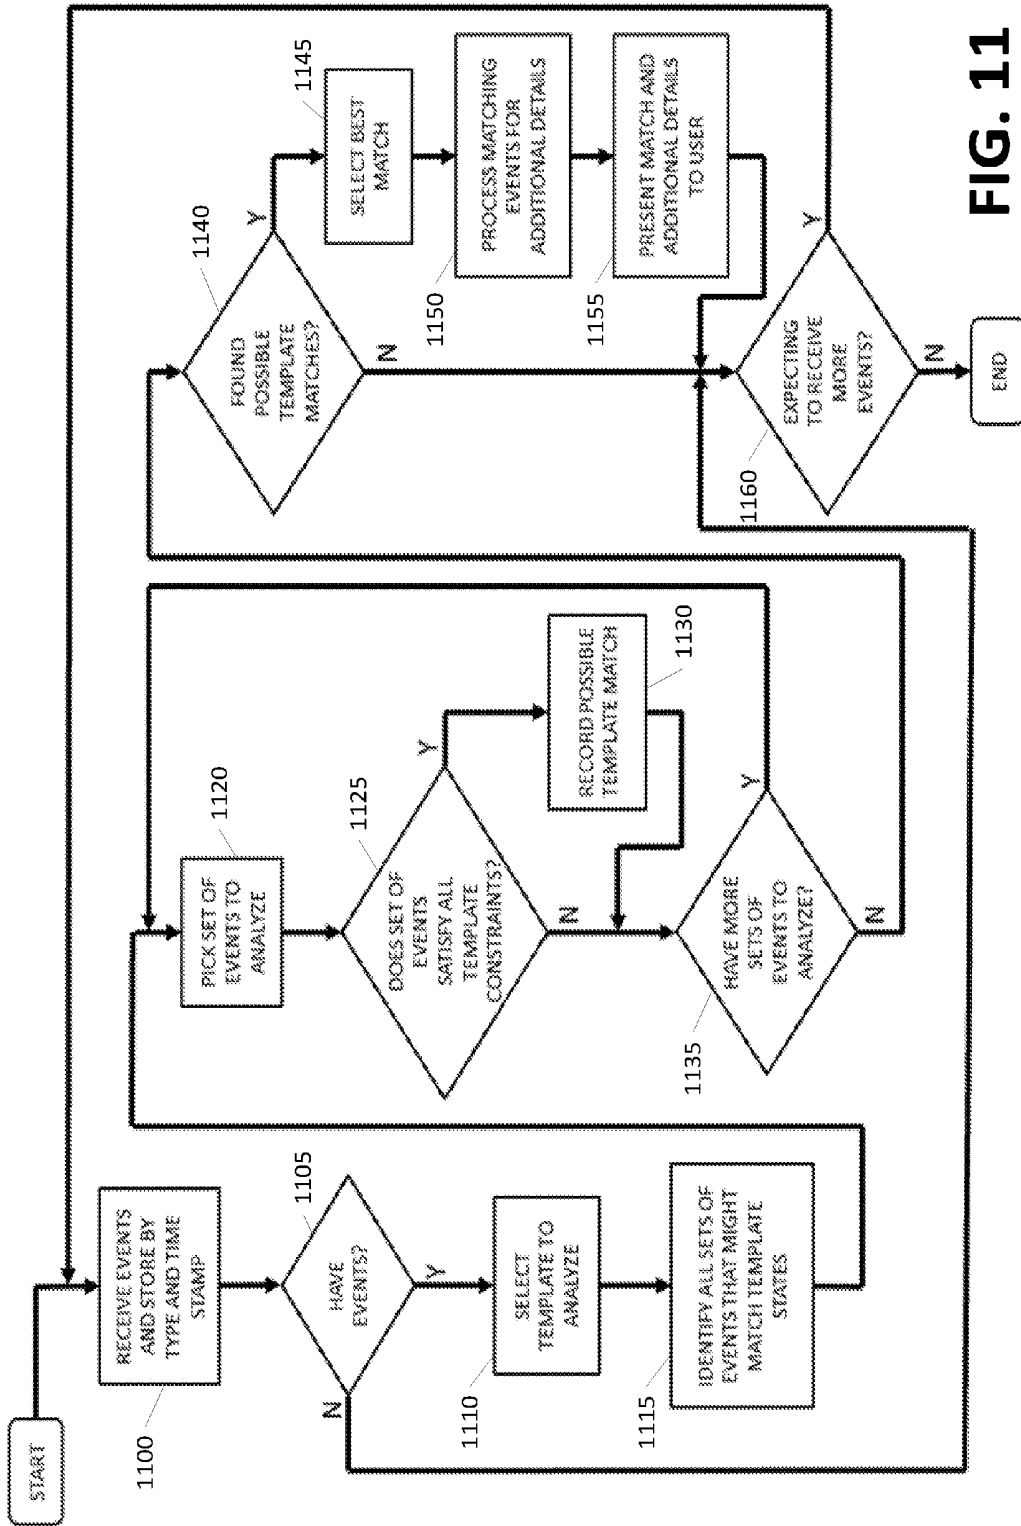 START
RECEIVE EVENTS
AND STORE BY
TYPE AND TIME
STAMP
1100
HAVE
EVENTS?
1105
N
Y
SELECT
TEMPLATE TO
ANALYZE
1110
IDENTIFY ALL SETS OF
EVENTS THAT MIGHT
MATCH TEMPLATE
STATES
1115
PICK SET OF
EVENTS TO
ANALYZE
1120
DOES SET OF
EVENTS
SATISFY ALL
TEMPLATE
CONSTRAINTS?
1125
Y
N
RECORD POSSIBLE
TEMPLATE MATCH
1130
HAVE MORE
SETS OF
EVENTS TO
ANALYZE?
1135
Y
N
FOUND
POSSIBLE
TEMPLATE
MATCHES?
1140
Y
N
SELECT BEST
MATCH
1145
PROCESS MATCHING
EVENTS FOR
ADDITIONAL DETAILS
1150
PRESENT MATCH AND
ADDITIONAL DETAILS
TO USER
1155
EXPECTING
TO RECEIVE
MORE
EVENTS?
1160
Y
N
END
FIG. 11